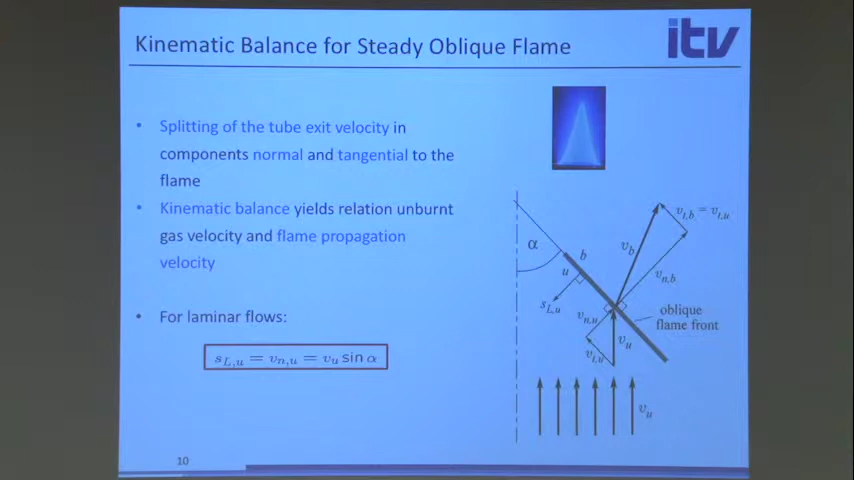 Kinematic Balance for Steady Oblique Flame
itv
• Splitting of the tube exit velocity in
components normal and tangential to the
flame
• Kinematic balance yields relation unburnt
gas velocity and flame propagation
velocity
• For laminar flows:
s_{L,u} = v_{n,u} = v_u sin α
α
b
u
s_{L,u}
v_{n,u}
v_{t,u}
v_u
v_b
v_{t,b} = v_{t,u}
v_{n,b}
oblique
flame front
v_u
10